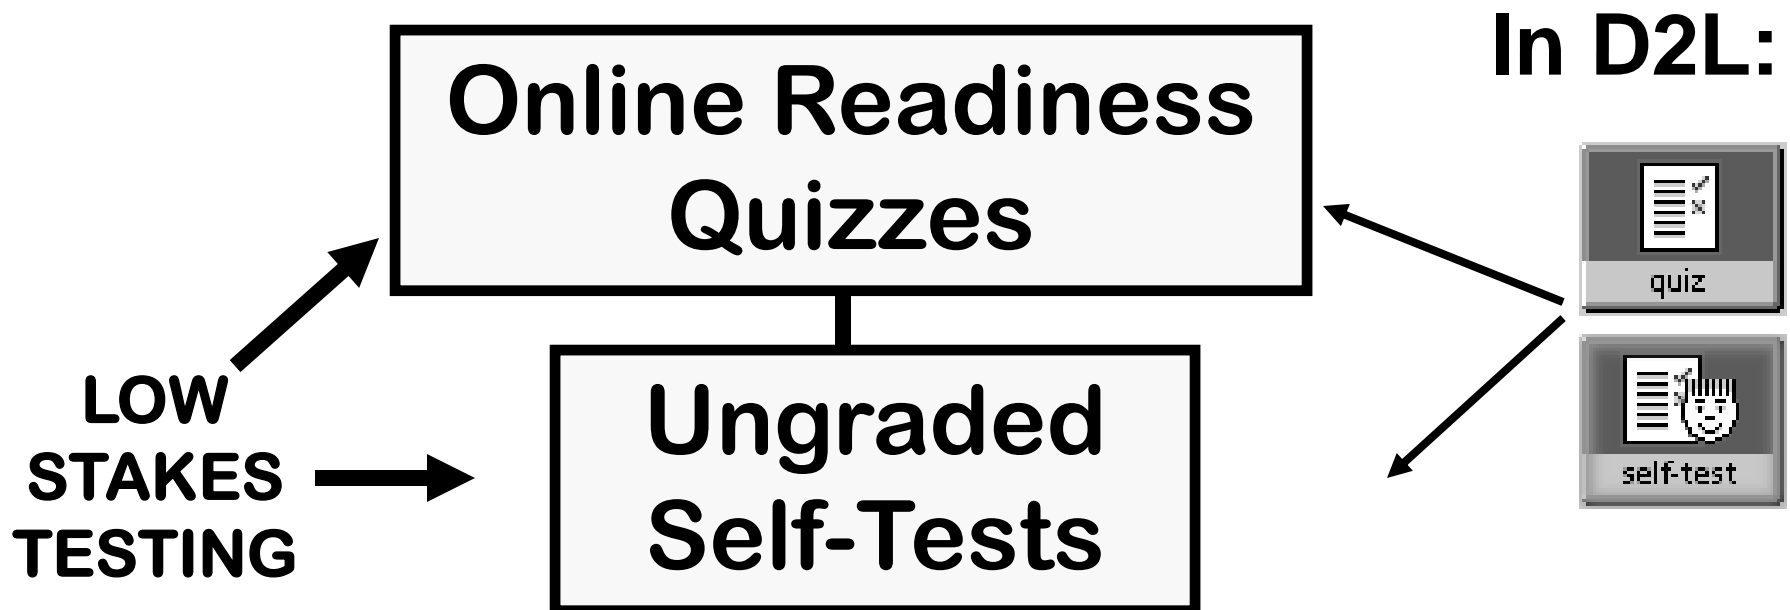 In D2L:
Online Readiness
Quizzes
quiz
LOW
STAKES
TESTING
Ungraded
Self-Tests
self-test